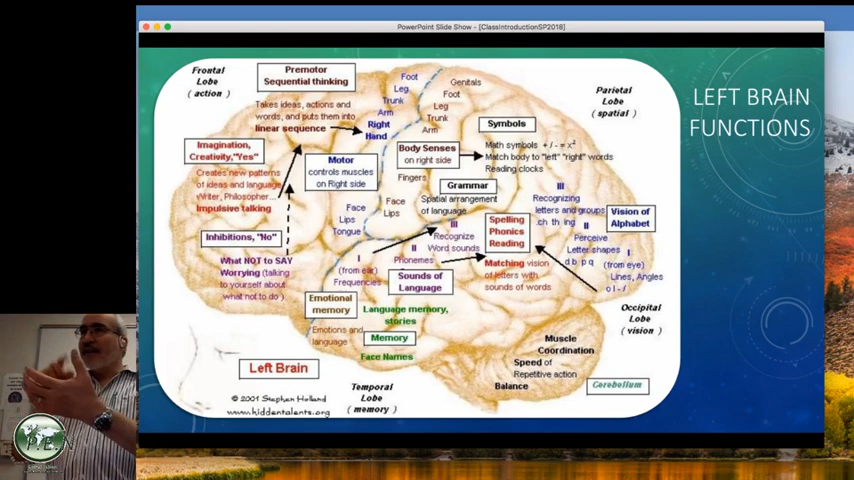 PowerPoint Slide Show - [ClassIntroductionSP2018]
LEFT BRAIN
FUNCTIONS
Frontal
Lobe
(action)
Premotor
Sequential thinking
Takes ideas, actions and
words, and puts them into
linear sequence
Foot
Leg
Trunk
Arm
Right
Hand
Genitals
Foot
Leg
Trunk
Arm
Parietal
Lobe
(spatial)
Imagination,
Creativity,"Yes"
Creates new patterns
of ideas and language
Writer, Philosopher...
Impulsive talking
Motor
controls muscles
on Right side
Body Senses
on right side
Fingers
Symbols
Math symbols + / - = x²
Match body to "left" "right" words
Reading clocks
Grammar
Spatial arrangement
of language
Face
Lips
Tongue
Face
Lips
Inhibitions, "No"
What NOT to SAY
Worrying (talking
to yourself about
what not to do)
I
(from ear)
Frequencies
II
Phonemes
III
Recognize
Word sounds
Sounds of
Language
Spelling
Phonics
Reading
Matching vision
of letters with
sounds of words
III
Recognizing
letters and groups
.ch th ing
II
Perceive
Letter shapes
d b p q
Vision of
Alphabet
I
(from eye)
Lines, Angles
o l - /
Occipital
Lobe
(vision)
Emotional
memory
Emotions and
language
Language memory,
stories
Memory
Face Names
Left Brain
Temporal
Lobe
(memory)
Muscle
Coordination
Speed of
Repetitive action
Balance
Cerebellum
© 2001 Stephen Holland
www.hiddentalents.org